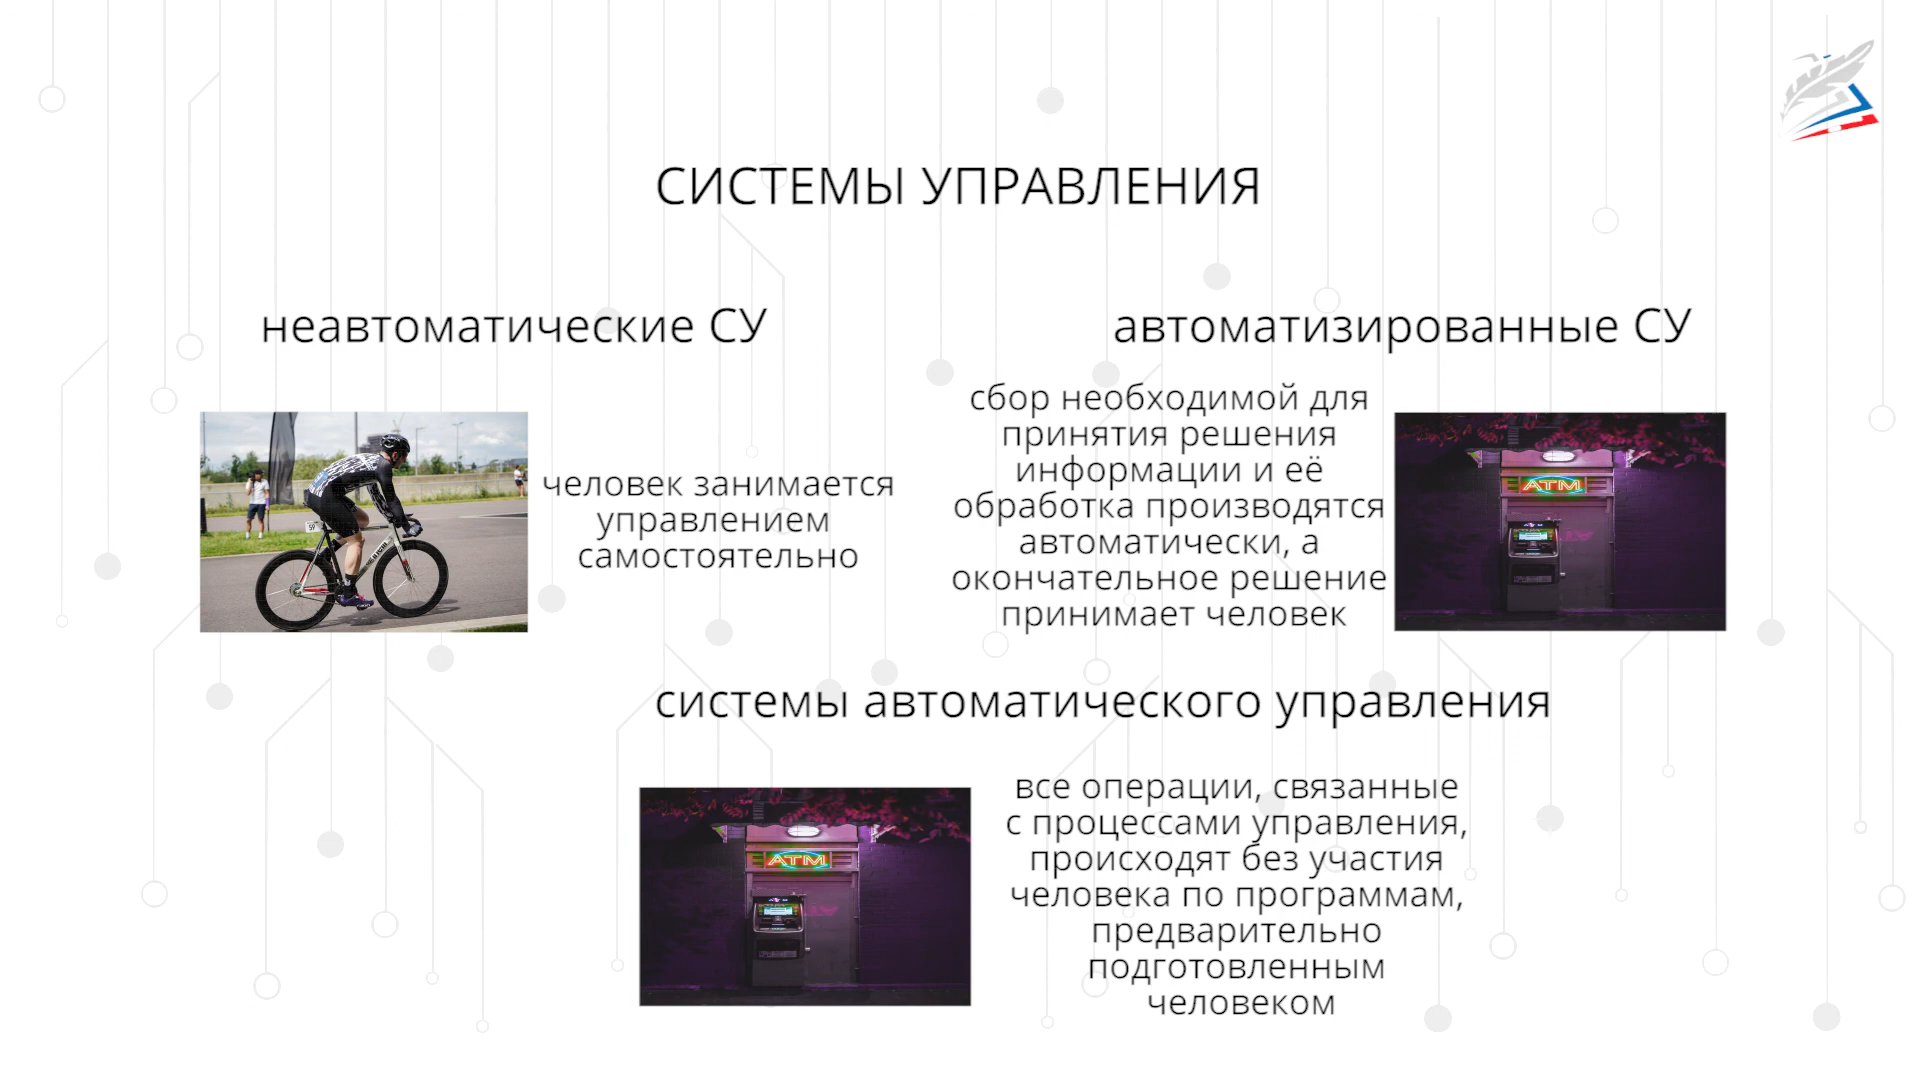 СИСТЕМЫ УПРАВЛЕНИЯ
неавтоматические СУ
человек занимается
управлением
самостоятельно
автоматизированные СУ
сбор необходимой для
принятия решения
информации и её
обработка производятся
автоматически, а
окончательное решение
принимает человек
ATM
системы автоматического управления
ATM
все операции, связанные
с процессами управления,
происходят без участия
человека по программам,
предварительно
подготовленным
человеком